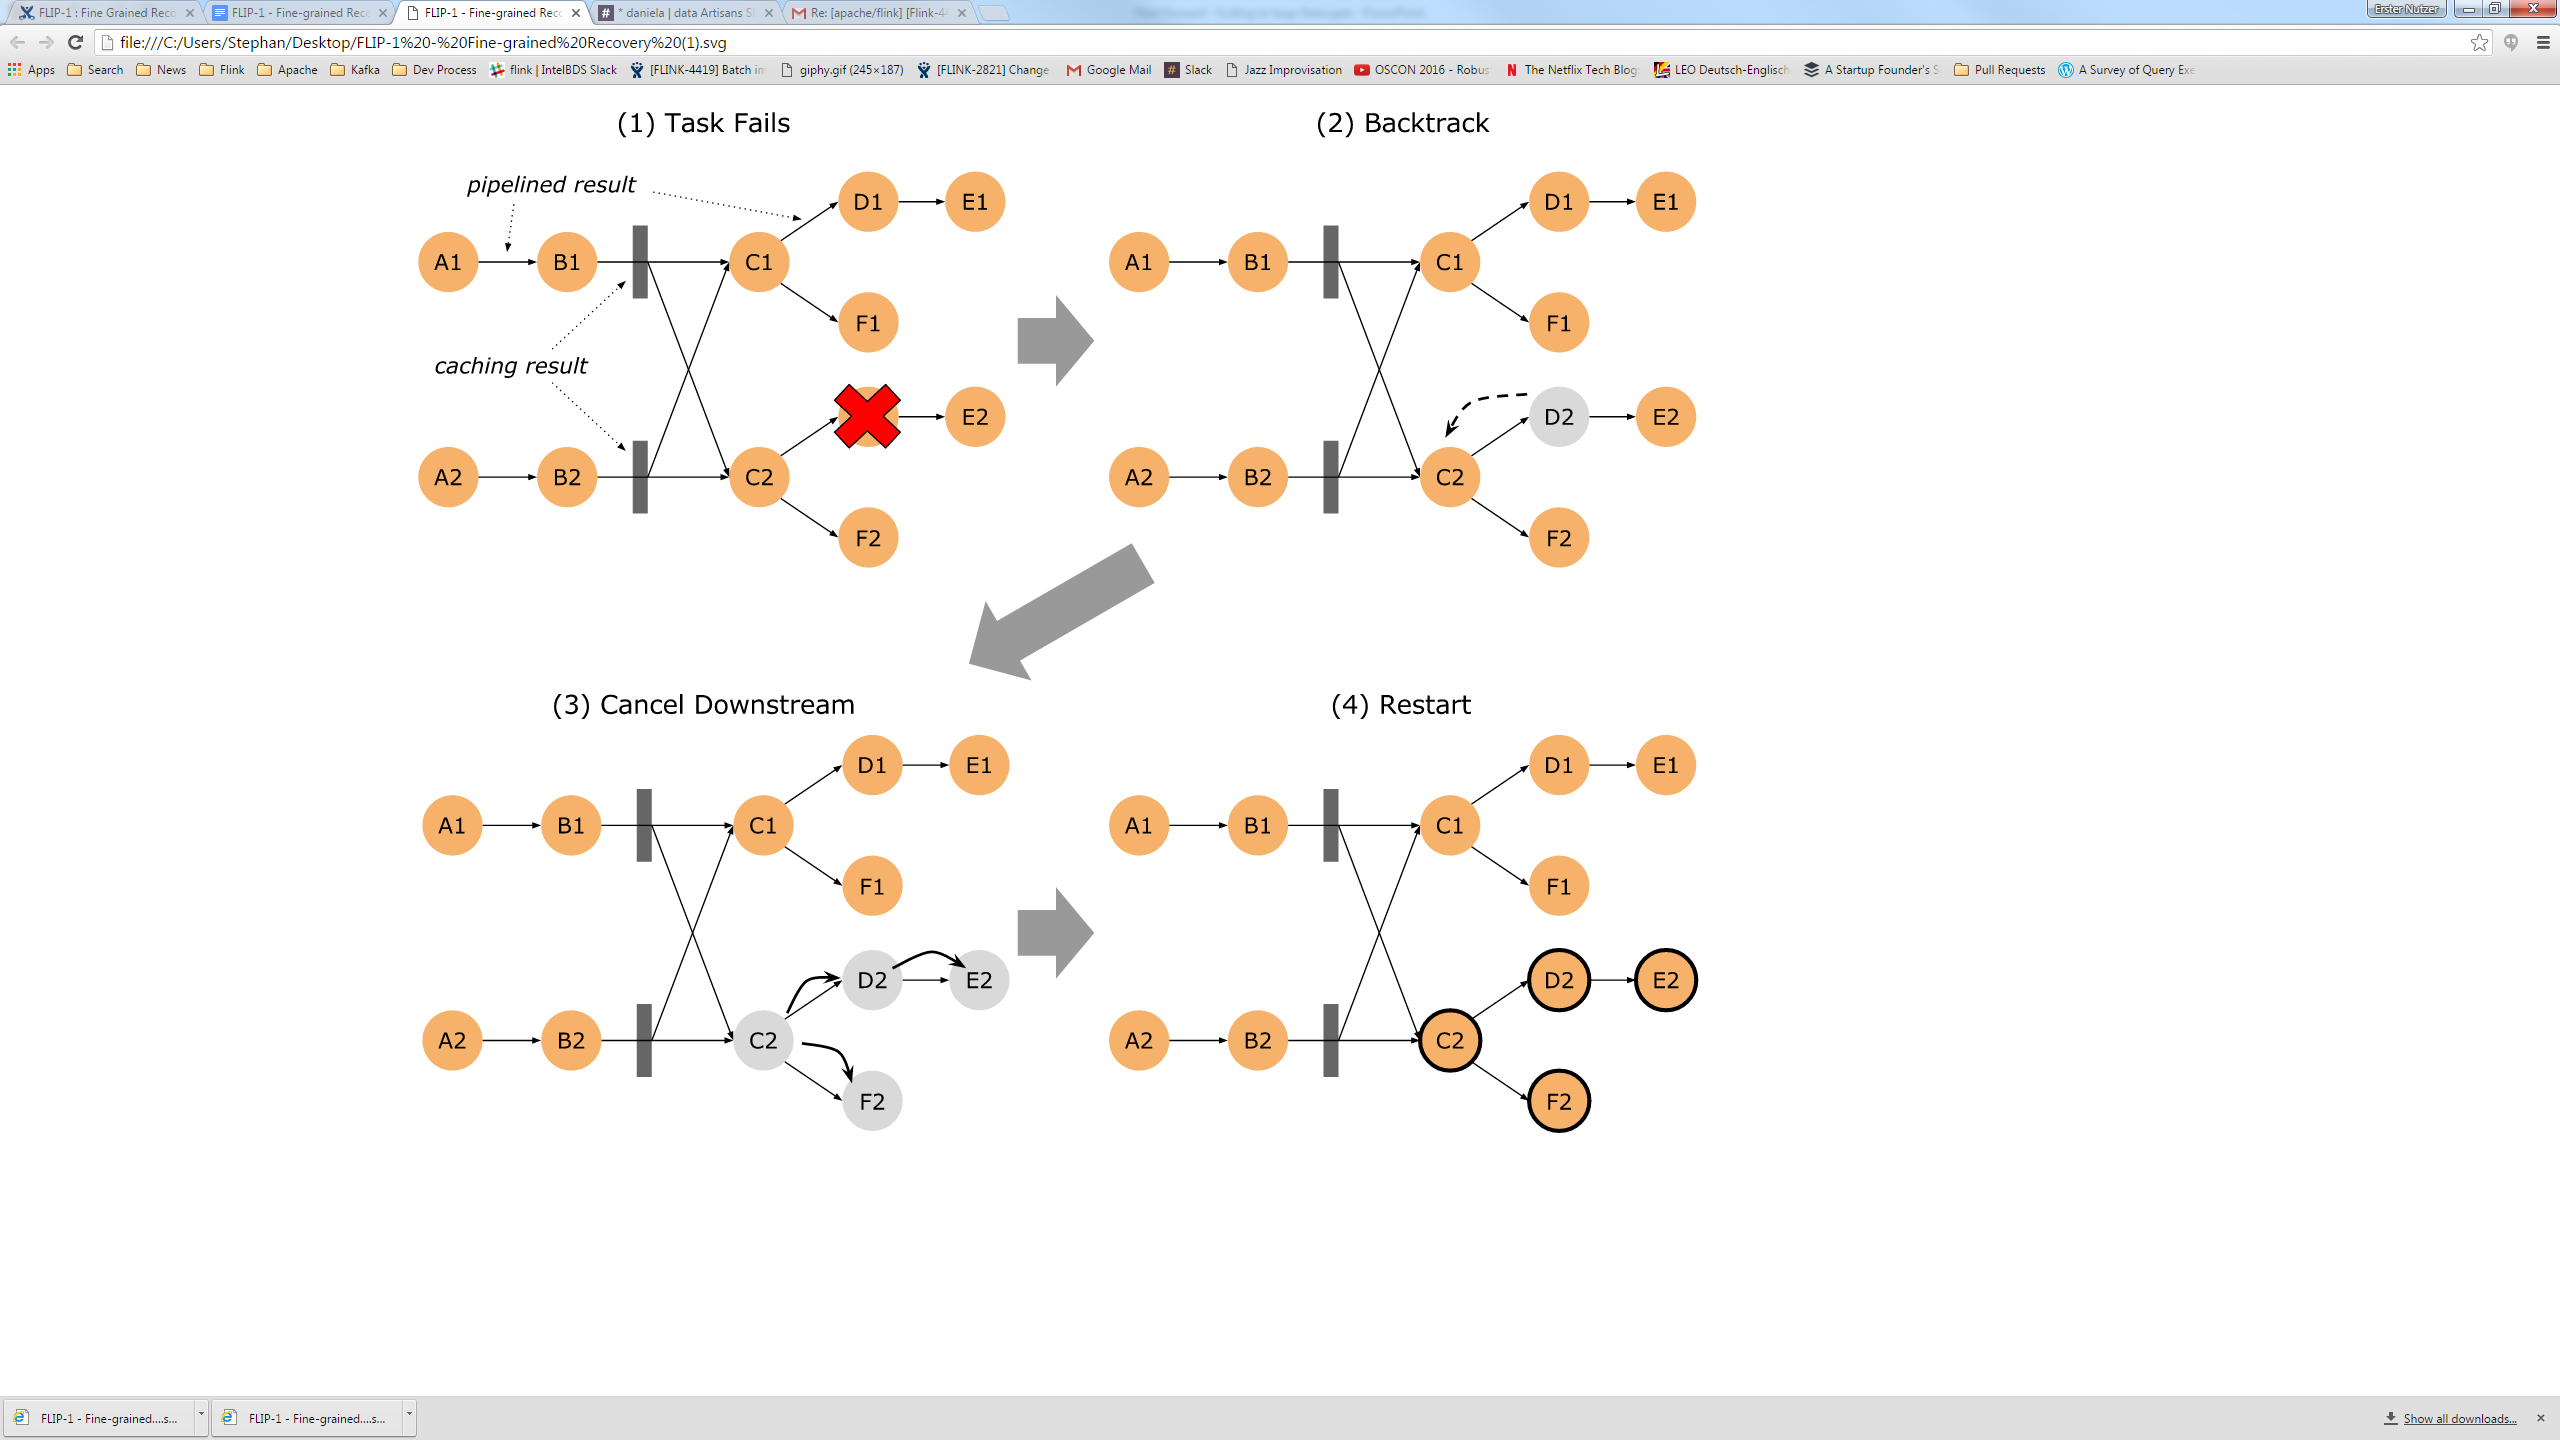 FLIP-1 : Fine Grained Reco
FLIP-1 - Fine-grained Reco
FLIP-1 - Fine-grained Reco
* daniela | data Artisans S
Re: [apache/flink] [Flink-4
Erster Nutzer
file:///C:/Users/Stephan/Desktop/FLIP-1%20-%20Fine-grained%20Recovery%20(1).svg
Apps Search News Flink Apache Kafka Dev Process flink | IntelBDS Slack [FLINK-4419] Batch im giphy.gif (245×187) [FLINK-2821] Change Google Mail Slack Jazz Improvisation OSCON 2016 - Robus The Netflix Tech Blog LEO Deutsch-Englisch A Startup Founder's S Pull Requests A Survey of Query Exe
(1) Task Fails
pipelined result
D1 E1
A1 B1 C1
F1
caching result
E2
A2 B2 C2
F2
(2) Backtrack
D1 E1
A1 B1 C1
F1
D2 E2
A2 B2 C2
F2
(3) Cancel Downstream
D1 E1
A1 B1 C1
F1
D2 E2
A2 B2 C2
F2
(4) Restart
D1 E1
A1 B1 C1
F1
D2 E2
A2 B2 C2
F2
FLIP-1 - Fine-grained....s...
FLIP-1 - Fine-grained....s...
Show all downloads...